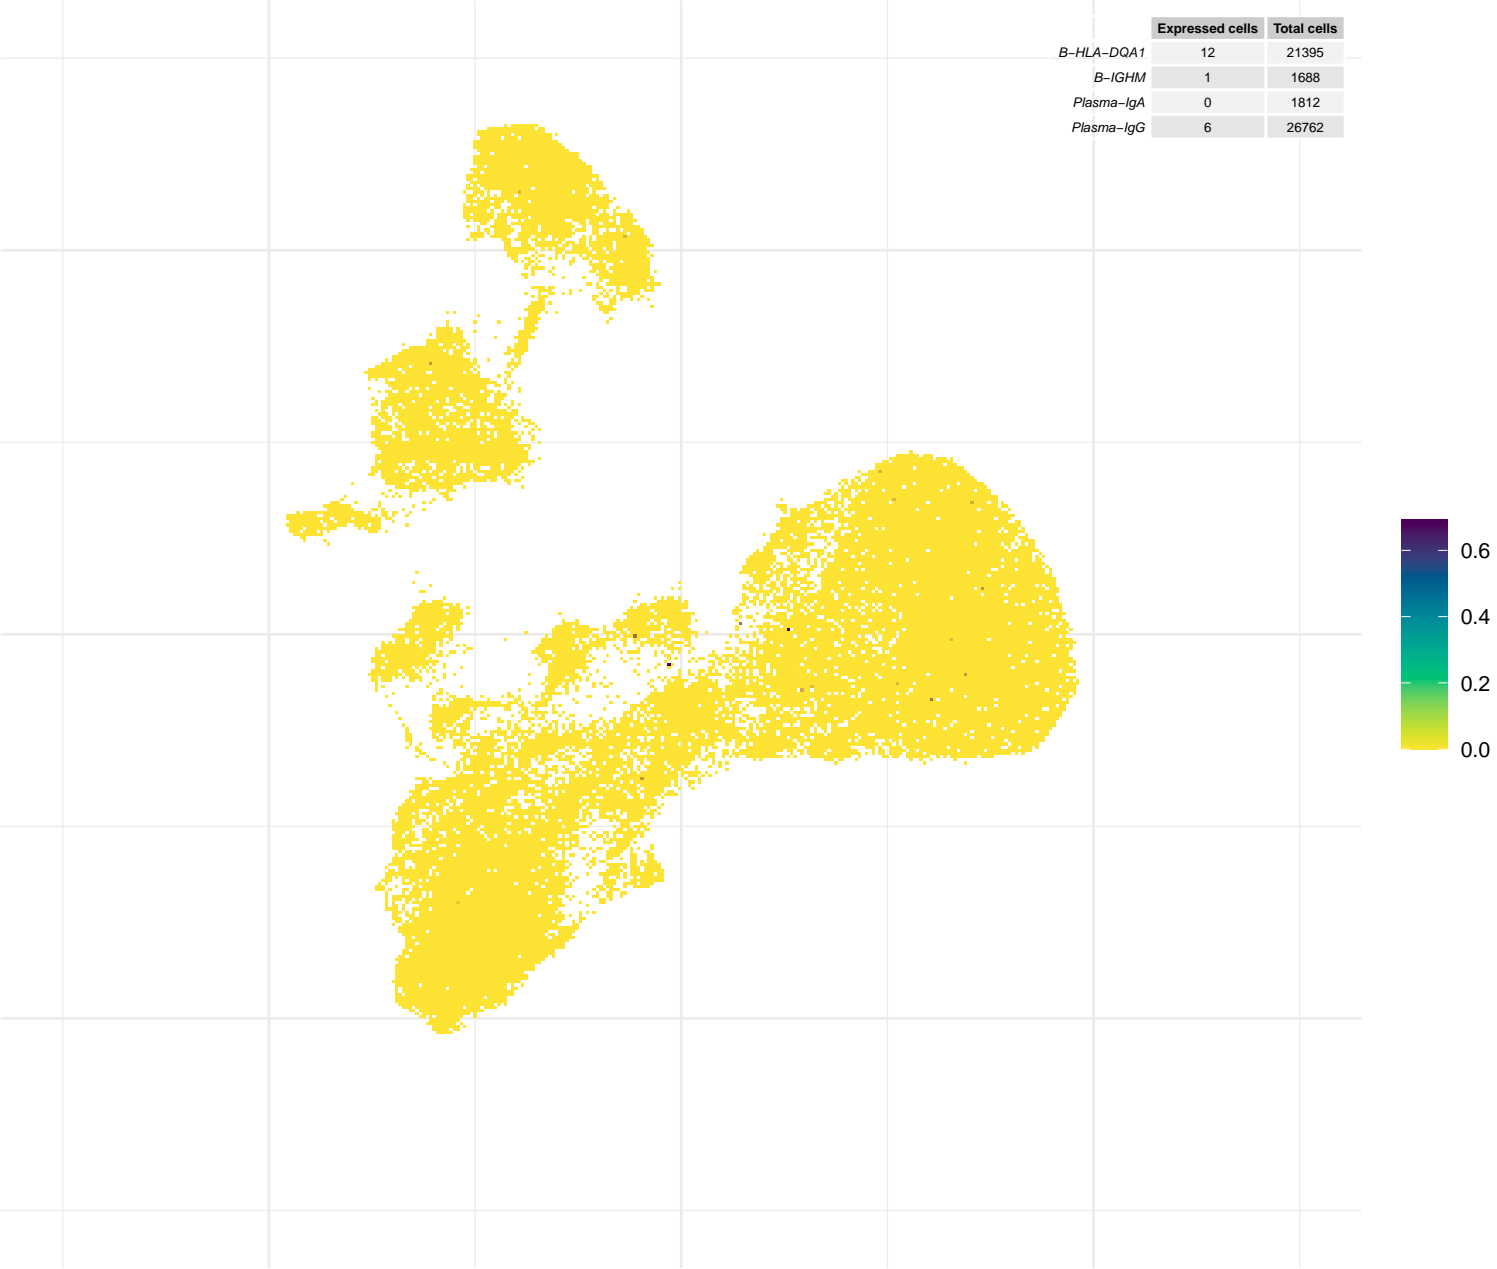 Expressed cells Total cells
B−HLA−DQA1 12 21395
B−IGHM 1 1688
Plasma−IgA 0 1812
Plasma−IgG 6 26762
0.6
0.4
0.2
0.0